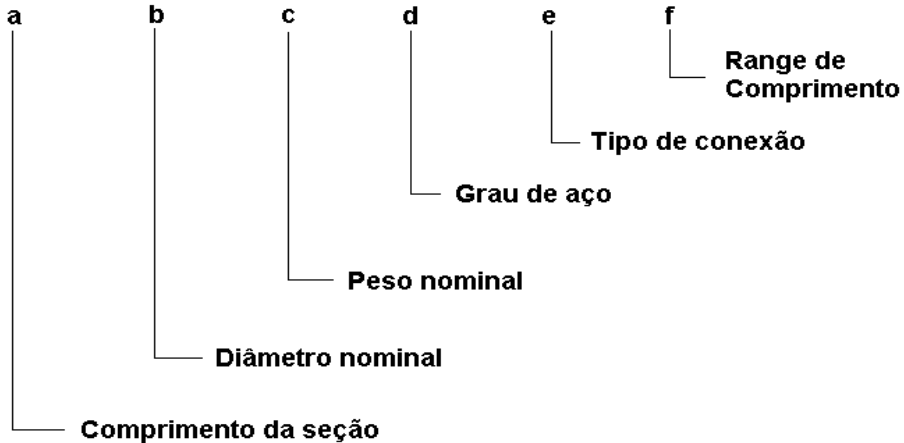 a b c d e f
Range de
Comprimento
Tipo de conexão
Grau de aço
Peso nominal
Diâmetro nominal
Comprimento da seção